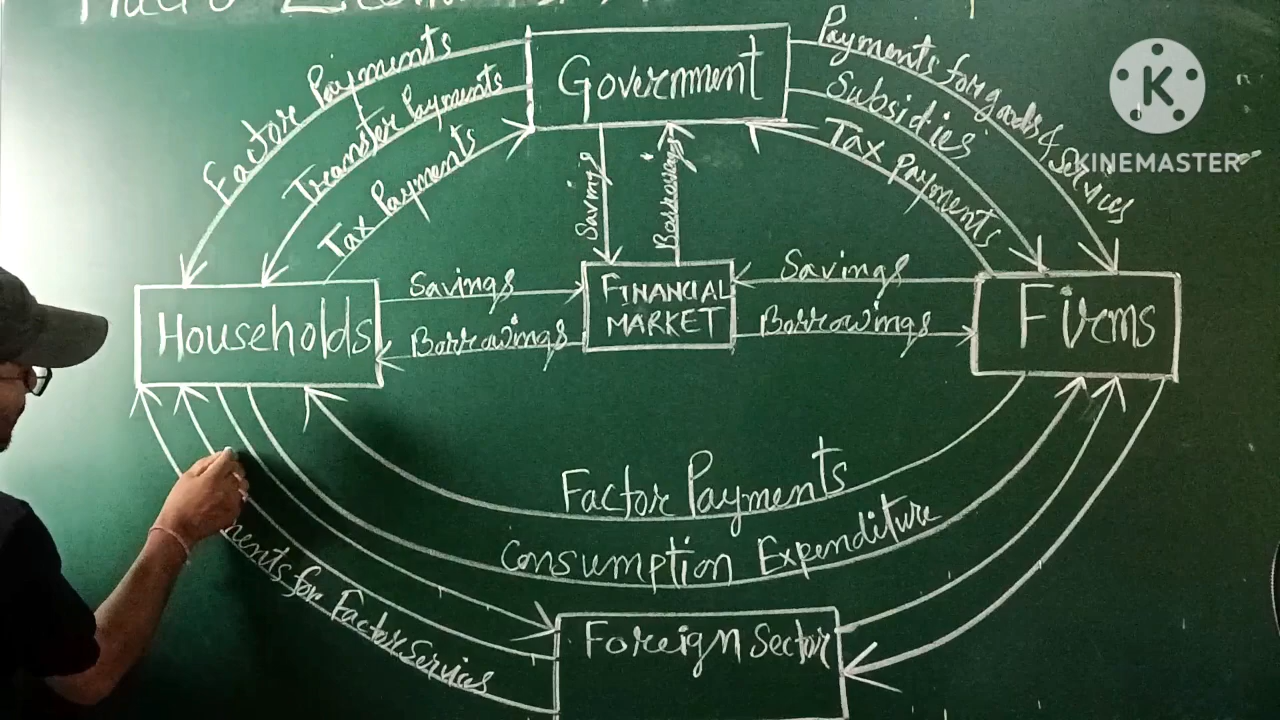 Factor Payments
Transfer Payments
Tax Payments
Government
Payments for goods & Services
Subsidies
Tax Payments
KINEMASTER
Savings
Borrowings
Households
Savings
Borrowings
FINANCIAL
MARKET
Savings
Borrowings
Firms
Factor Payments
Consumption Expenditure
for Factor Services
Foreign Sector